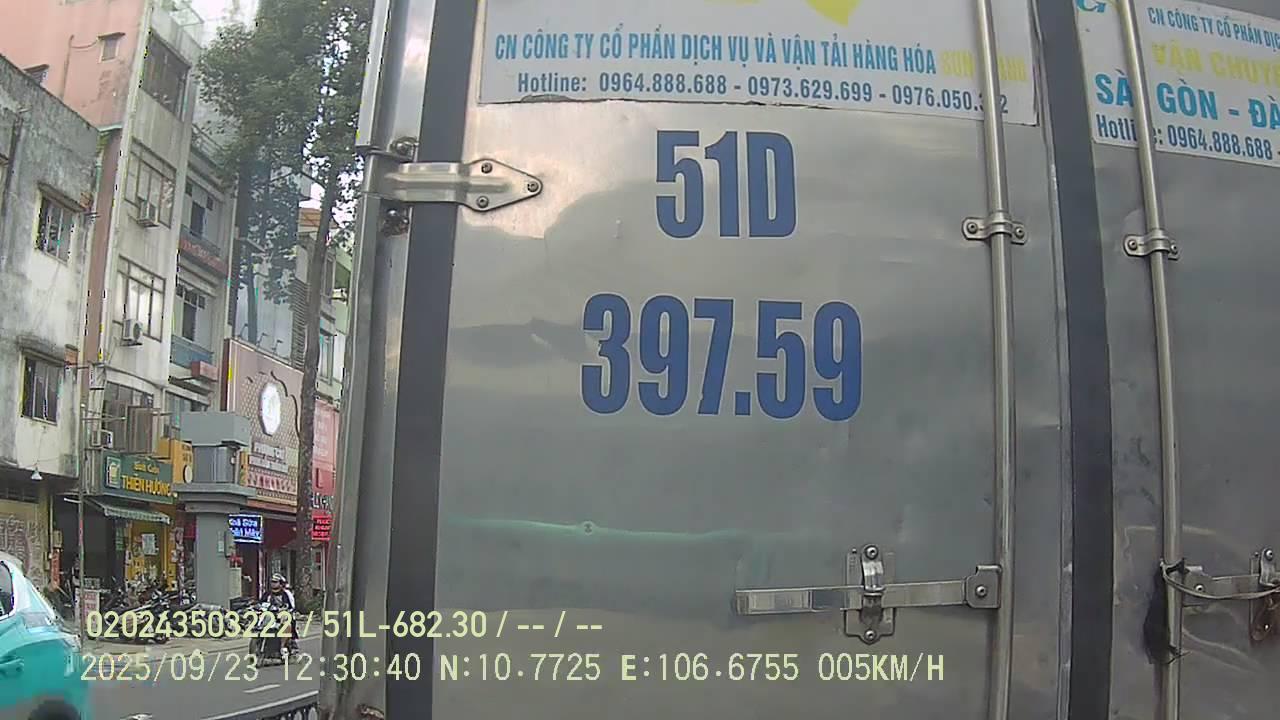 CN CÔNG TY CỔ PHẦN DỊCH VỤ VÀ VẬN TẢI HÀNG HÓA
Hotline: 0964.888.688 - 0973.629.699 - 0976.050.3
51D
397.59
CN CÔNG TY CỔ PHẦN DỊC
VẬN CHUY
SÀ GÒN - ĐÀ
Hotli e: 0964.888.688 -
THIÊN HƯƠNG
020243503222 / 51L-682.30 / -- / --
2025/09/23 12:30:40 N:10.7725 E:106.6755 005KM/H